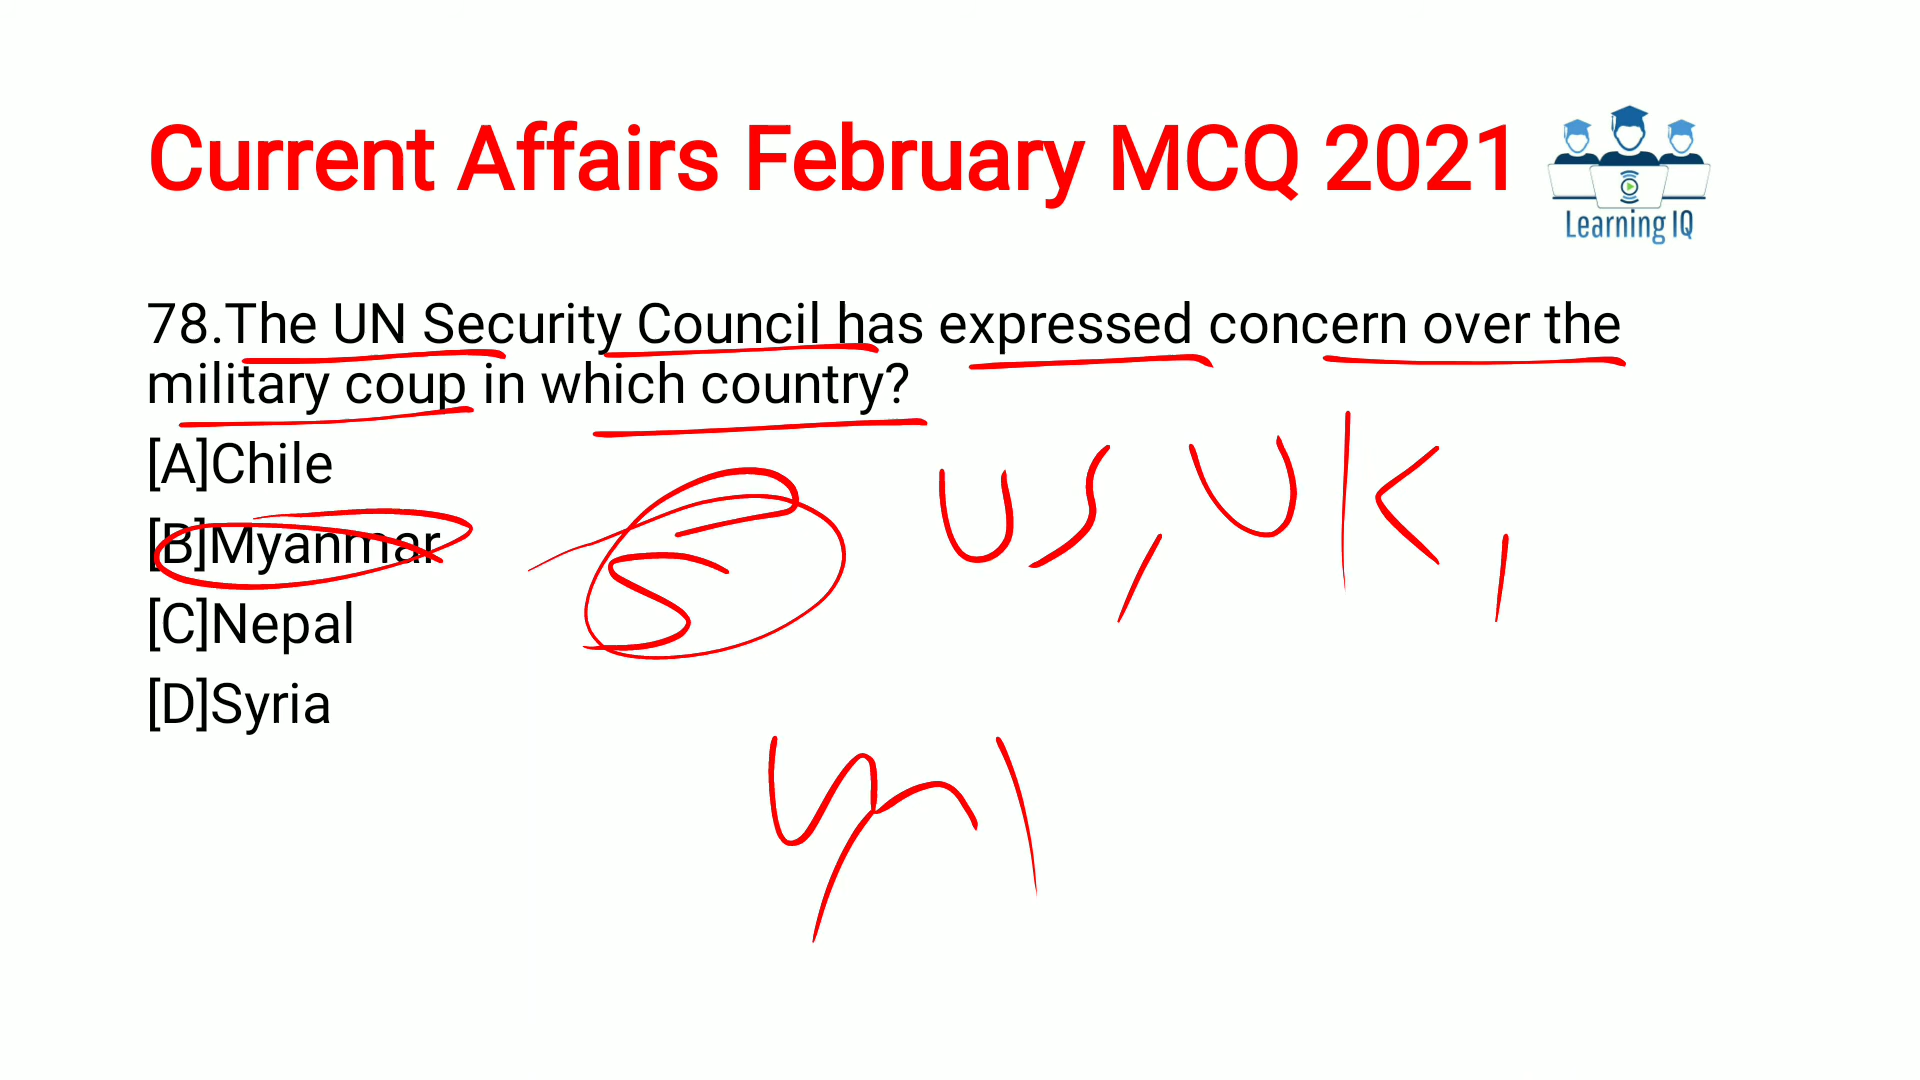 Current Affairs February MCQ 2021
Learning IQ
78.The UN Security Council has expressed concern over the
military coup in which country?
[A]Chile
[B]Myanmar
[C]Nepal
[D]Syria
5
US, UK,